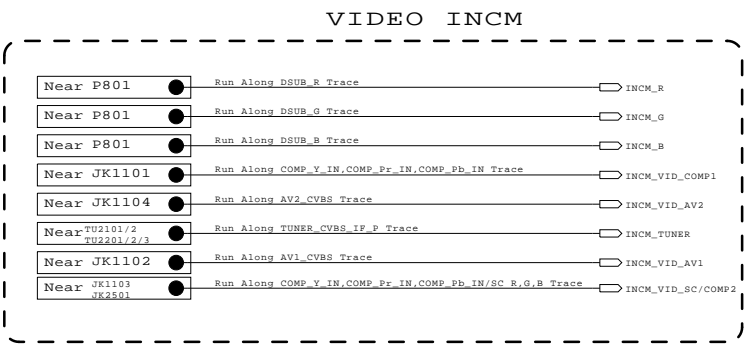 VIDEO INCM
Near P801 Run Along DSUB_R Trace INCM_R
Near P801 Run Along DSUB_G Trace INCM_G
Near P801 Run Along DSUB_B Trace INCM_B
Near JK1101 Run Along COMP_Y_IN,COMP_Pr_IN,COMP_Pb_IN Trace INCM_VID_COMP1
Near JK1104 Run Along AV2_CVBS Trace INCM_VID_AV2
Near TU2101/2 Run Along TUNER_CVBS_IF_P Trace INCM_TUNER
TU2201/2/3
Near JK1102 Run Along AV1_CVBS Trace INCM_VID_AV1
Near JK1103 Run Along COMP_Y_IN,COMP_Pr_IN,COMP_Pb_IN/SC R,G,B Trace INCM_VID_SC/COMP2
JK2501